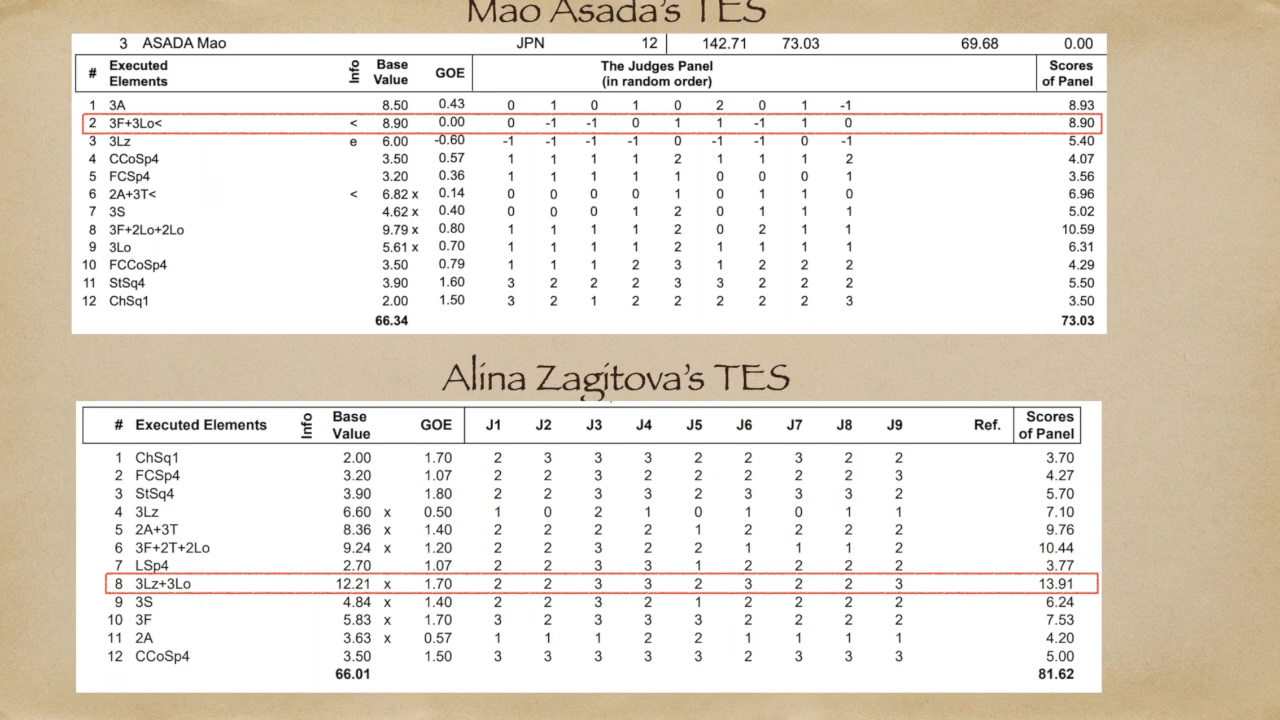 Mao Asada's TES
3 ASADA Mao JPN 12 142.71 73.03 69.68 0.00
# Executed Elements Info Base Value GOE The Judges Panel (in random order) Scores of Panel
1 3A 8.50 0.43 0 1 0 1 0 2 0 1 -1 8.93
2 3F+3Lo< < 8.90 0.00 0 -1 -1 0 1 1 -1 1 0 8.90
3 3Lz e 6.00 -0.60 -1 -1 -1 -1 0 -1 -1 0 -1 5.40
4 CCoSp4 3.50 0.57 1 1 1 1 2 1 1 1 2 4.07
5 FCSp4 3.20 0.36 1 1 1 1 1 0 0 0 1 3.56
6 2A+3T< < 6.82 x 0.14 0 0 0 0 1 0 1 1 0 6.96
7 3S 4.62 x 0.40 0 0 0 1 2 0 1 1 1 5.02
8 3F+2Lo+2Lo 9.79 x 0.80 1 1 1 1 2 0 2 1 1 10.59
9 3Lo 5.61 x 0.70 1 1 1 1 2 1 1 1 1 6.31
10 FCCoSp4 3.50 0.79 1 1 1 2 3 1 2 2 2 4.29
11 StSq4 3.90 1.60 3 2 2 2 3 3 2 2 2 5.50
12 ChSq1 2.00 1.50 3 2 1 2 2 2 2 2 3 3.50
66.34 73.03
Alina Zagitova's TES
# Executed Elements Info Base Value GOE J1 J2 J3 J4 J5 J6 J7 J8 J9 Ref. Scores of Panel
1 ChSq1 2.00 1.70 2 3 3 3 2 2 3 2 2 3.70
2 FCSp4 3.20 1.07 2 2 3 2 2 2 2 2 3 4.27
3 StSq4 3.90 1.80 2 2 3 3 2 3 3 3 2 5.70
4 3Lz 6.60 x 0.50 1 0 2 1 0 1 0 1 1 7.10
5 2A+3T 8.36 x 1.40 2 2 2 2 1 2 2 2 2 9.76
6 3F+2T+2Lo 9.24 x 1.20 2 2 3 2 2 1 1 1 2 10.44
7 LSp4 2.70 1.07 2 2 3 3 1 2 2 2 2 3.77
8 3Lz+3Lo 12.21 x 1.70 2 2 3 3 2 3 2 2 3 13.91
9 3S 4.84 x 1.40 2 2 3 2 1 2 2 2 2 6.24
10 3F 5.83 x 1.70 3 2 3 3 3 2 2 2 2 7.53
11 2A 3.63 x 0.57 1 1 1 2 2 1 1 1 1 4.20
12 CCoSp4 3.50 1.50 3 3 3 3 3 2 3 3 3 5.00
66.01 81.62